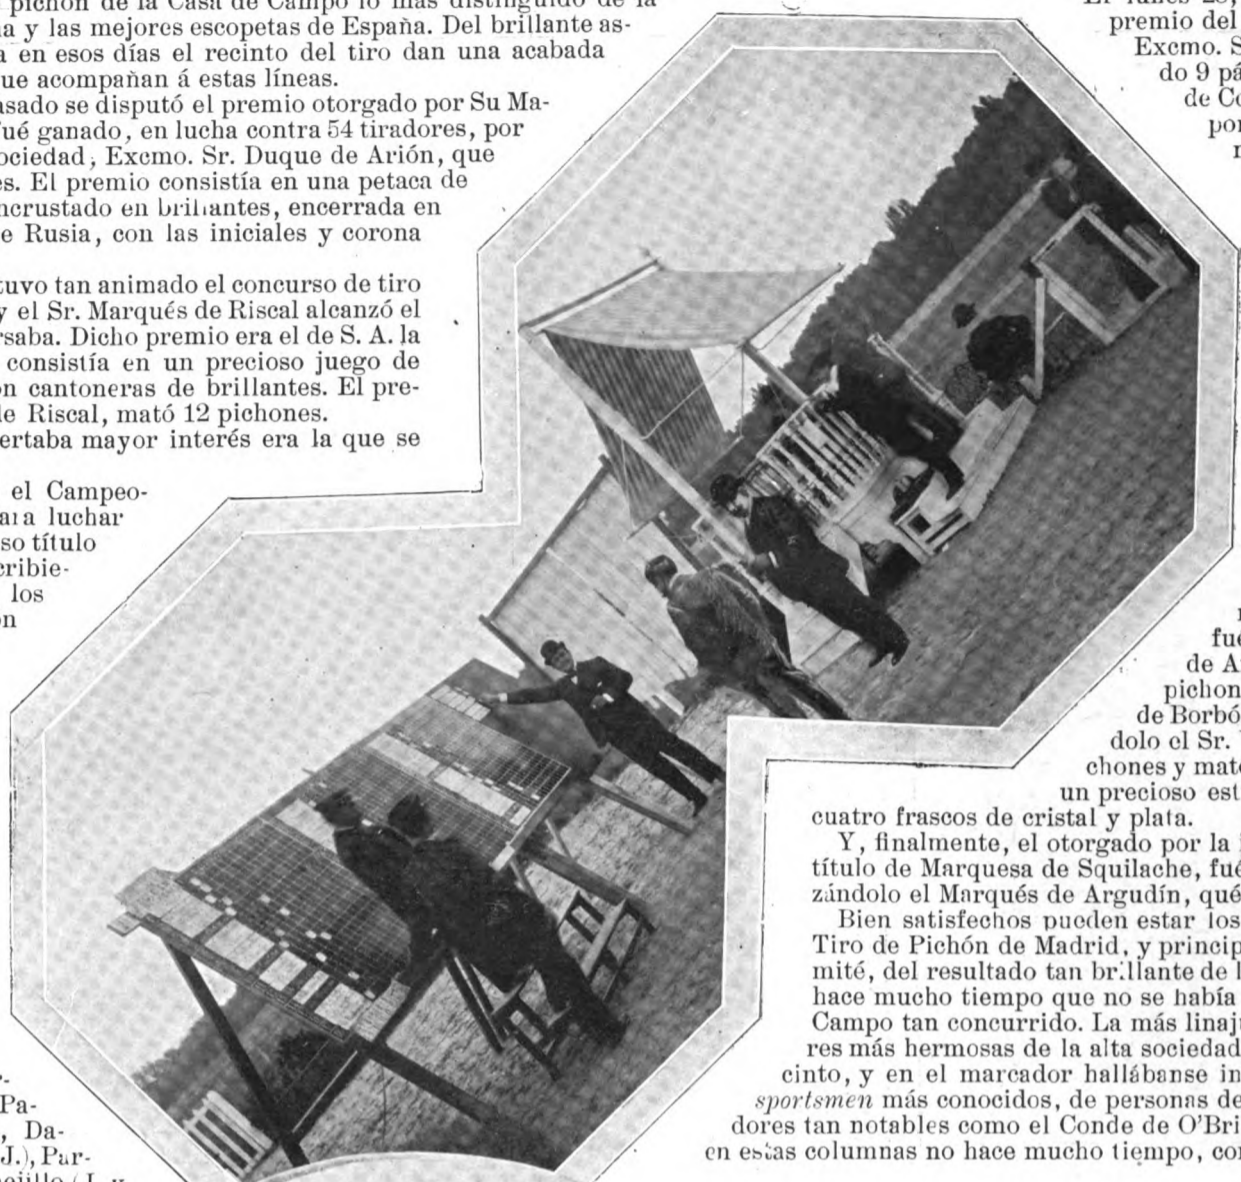 pichón de la Casa de Campo lo más distinguido de la
a y las mejores escopetas de España. Del brillante as-
a en esos días el recinto del tiro dan una acabada
ue acompañan á estas líneas.
asado se disputó el premio otorgado por Su Ma-
fué ganado, en lucha contra 54 tiradores, por
ociedad, Excmo. Sr. Duque de Arión, que
es. El premio consistía en una petaca de
ncrustado en brillantes, encerrada en
e Rusia, con las iniciales y corona
tuvo tan animado el concurso de tiro
y el Sr. Marqués de Riscal alcanzó el
rsaba. Dicho premio era el de S. A. la
consistía en un precioso juego de
on cantoneras de brillantes. El pre-
de Riscal, mató 12 pichones.
ertaba mayor interés era la que se
el Campeo-
para luchar
so título
cribie-
los
on
Pa-
, Da-
J.), Par-
premio del
Excmo. S
do 9 pá
de Co
por
fué
de A
pichon
de Borbó
dolo el Sr.
chones y mató
un precioso est
cuatro frascos de cristal y plata.
Y, finalmente, el otorgado por la
título de Marquesa de Squilache, fué
zándolo el Marqués de Argudín, qué
Bien satisfechos pueden estar los
Tiro de Pichón de Madrid, y princip
mité, del resultado tan brillante de l
hace mucho tiempo que no se había
Campo tan concurrido. La más linaj
res más hermosas de la alta sociedad
cinto, y en el marcador hallábanse in
sportsmen más conocidos, de personas de
dores tan notables como el Conde de O'Bri
en estas columnas no hace mucho tiempo, con